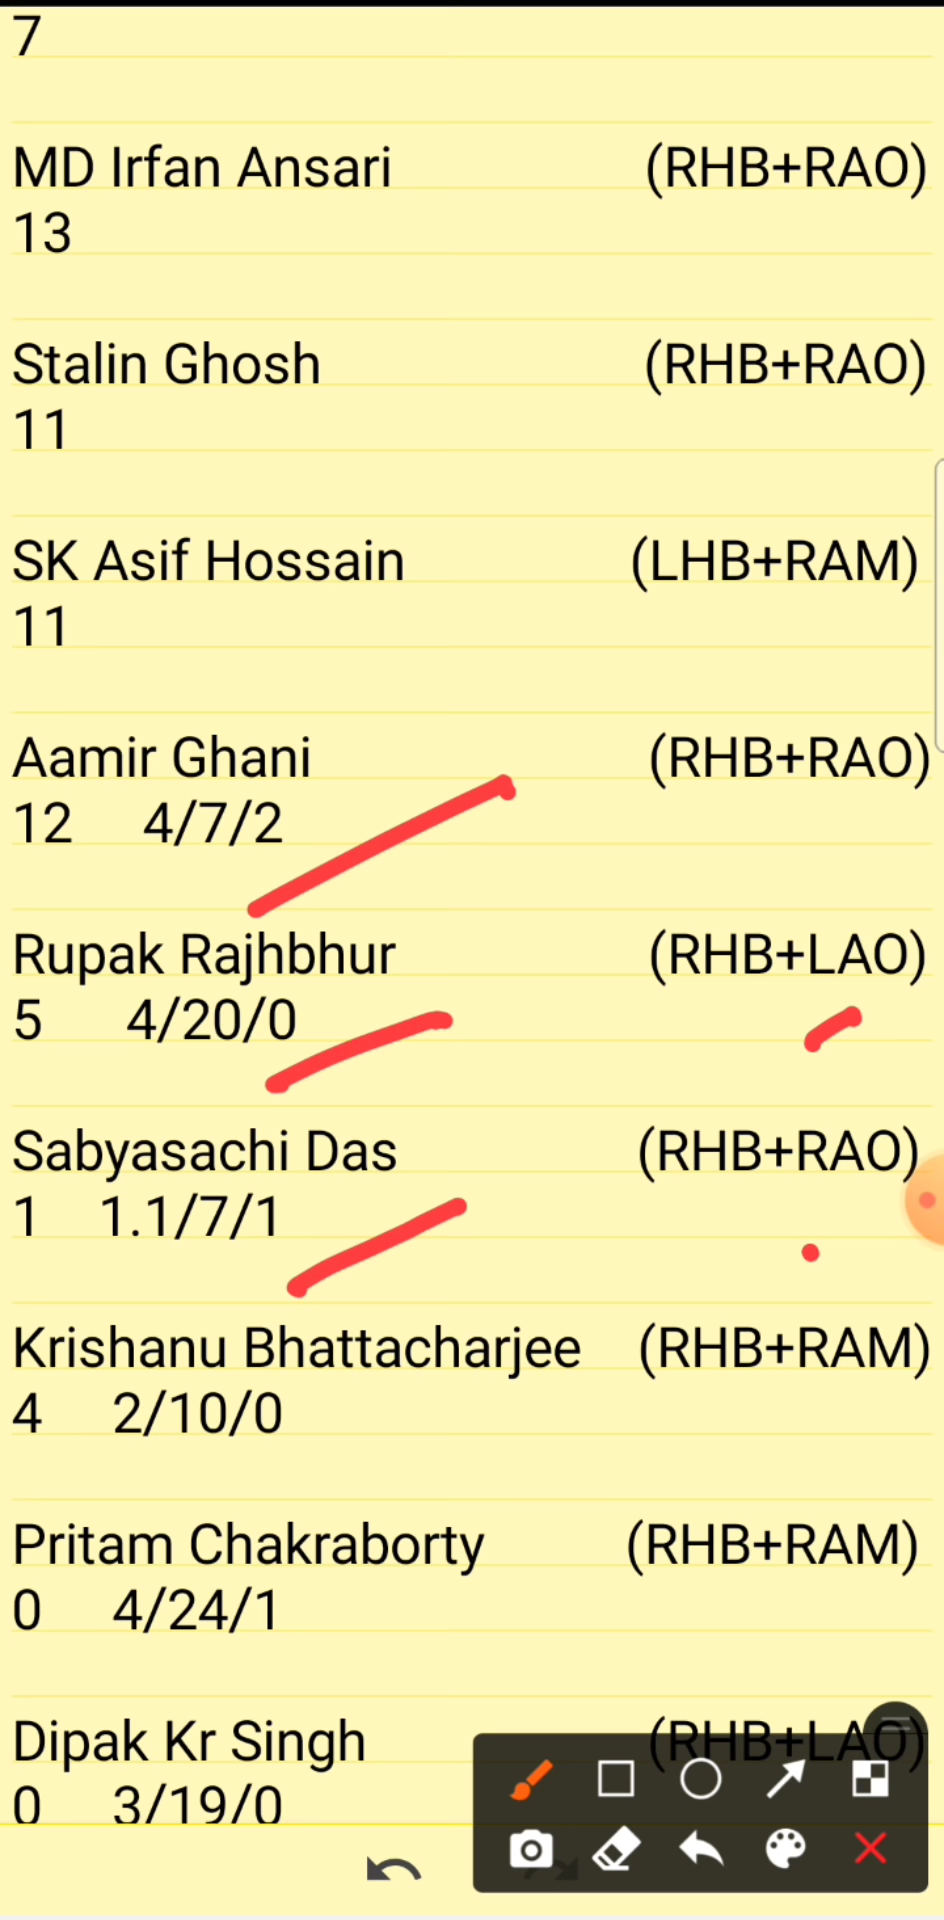 7
MD Irfan Ansari (RHB+RAO)
13
Stalin Ghosh (RHB+RAO)
11
SK Asif Hossain (LHB+RAM)
11
Aamir Ghani (RHB+RAO)
12 4/7/2
Rupak Rajhbhur (RHB+LAO)
5 4/20/0
Sabyasachi Das (RHB+RAO)
1 1.1/7/1
Krishanu Bhattacharjee (RHB+RAM)
4 2/10/0
Pritam Chakraborty (RHB+RAM)
0 4/24/1
Dipak Kr Singh (RHB+LAO)
0 3/19/0